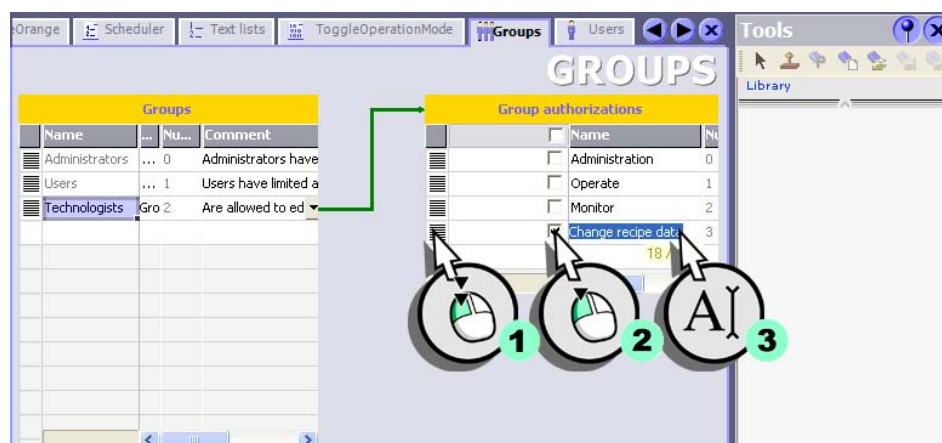 Orange Scheduler Text lists ToggleOperationMode Groups Users Tools
GROUPS
Library
Groups Group authorizations
Name ... Nu... Comment Name Nu
Administrators ... 0 Administrators have Administration 0
Users ... 1 Users have limited a Operate 1
Technologists Gro 2 Are allowed to ed Monitor 2
Change recipe data 3
18 /
A
1 2 3